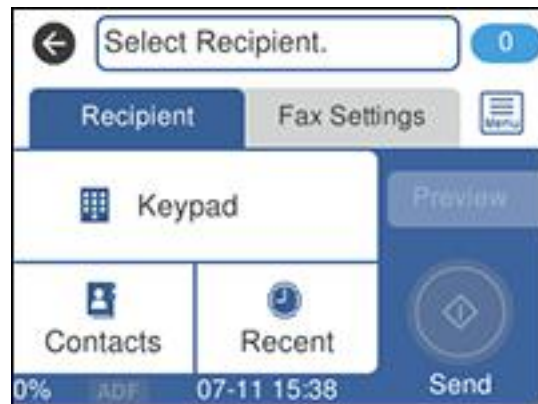 Select Recipient.
0
Recipient
Fax Settings
Menu
Keypad
Preview
Contacts
Recent
0%
ADF
07-11 15:38
Send